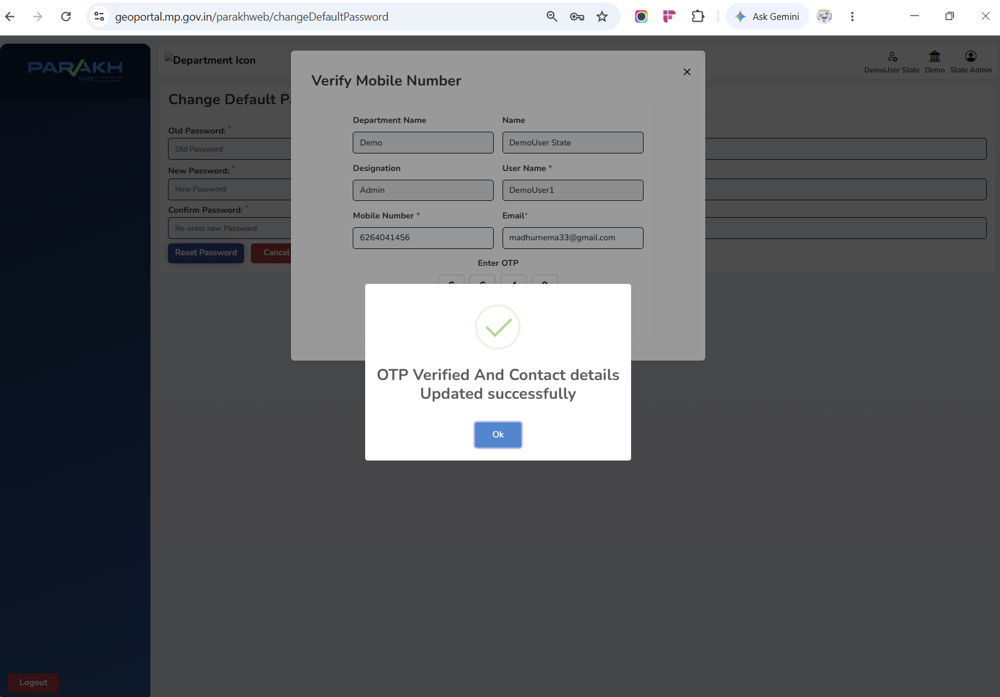 geoportal.mp.gov.in/parakhweb/changeDefaultPassword
Ask Gemini
PARAKH
परख
Department Icon
DemoUser State
Demo
State Admin
Change Default Pa
Old Password: *
Old Password
New Password: *
New Password
Confirm Password: *
Re-enter new Password
Reset Password
Cancel
Verify Mobile Number
Department Name
Name
Demo
DemoUser State
Designation
User Name *
Admin
DemoUser1
Mobile Number *
Email*
6264041456
madhurnema33@gmail.com
Enter OTP
OTP Verified And Contact details
Updated successfully
Ok
Logout